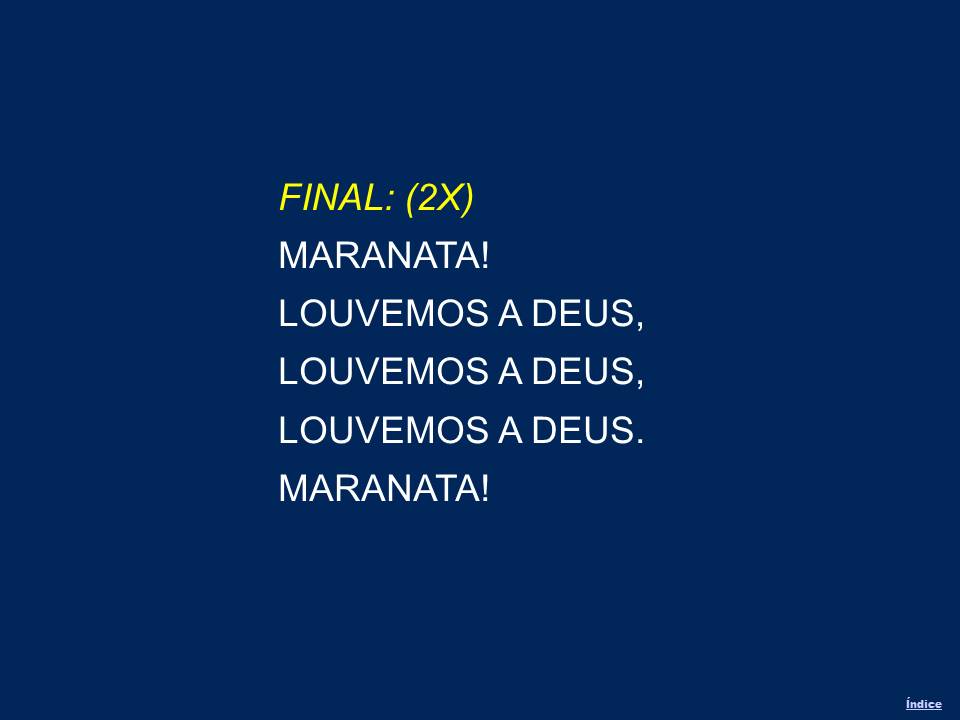 FINAL: (2X)
MARANATA!
LOUVEMOS A DEUS,
LOUVEMOS A DEUS,
LOUVEMOS A DEUS.
MARANATA!
Índice